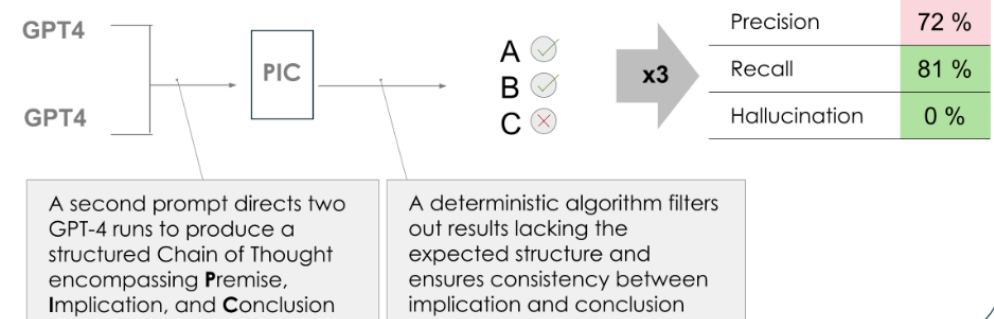 GPT4
GPT4
PIC
A
B
C
x3
Precision 72 %
Recall 81 %
Hallucination 0 %
A second prompt directs two
GPT-4 runs to produce a
structured Chain of Thought
encompassing Premise,
Implication, and Conclusion
A deterministic algorithm filters
out results lacking the
expected structure and
ensures consistency between
implication and conclusion